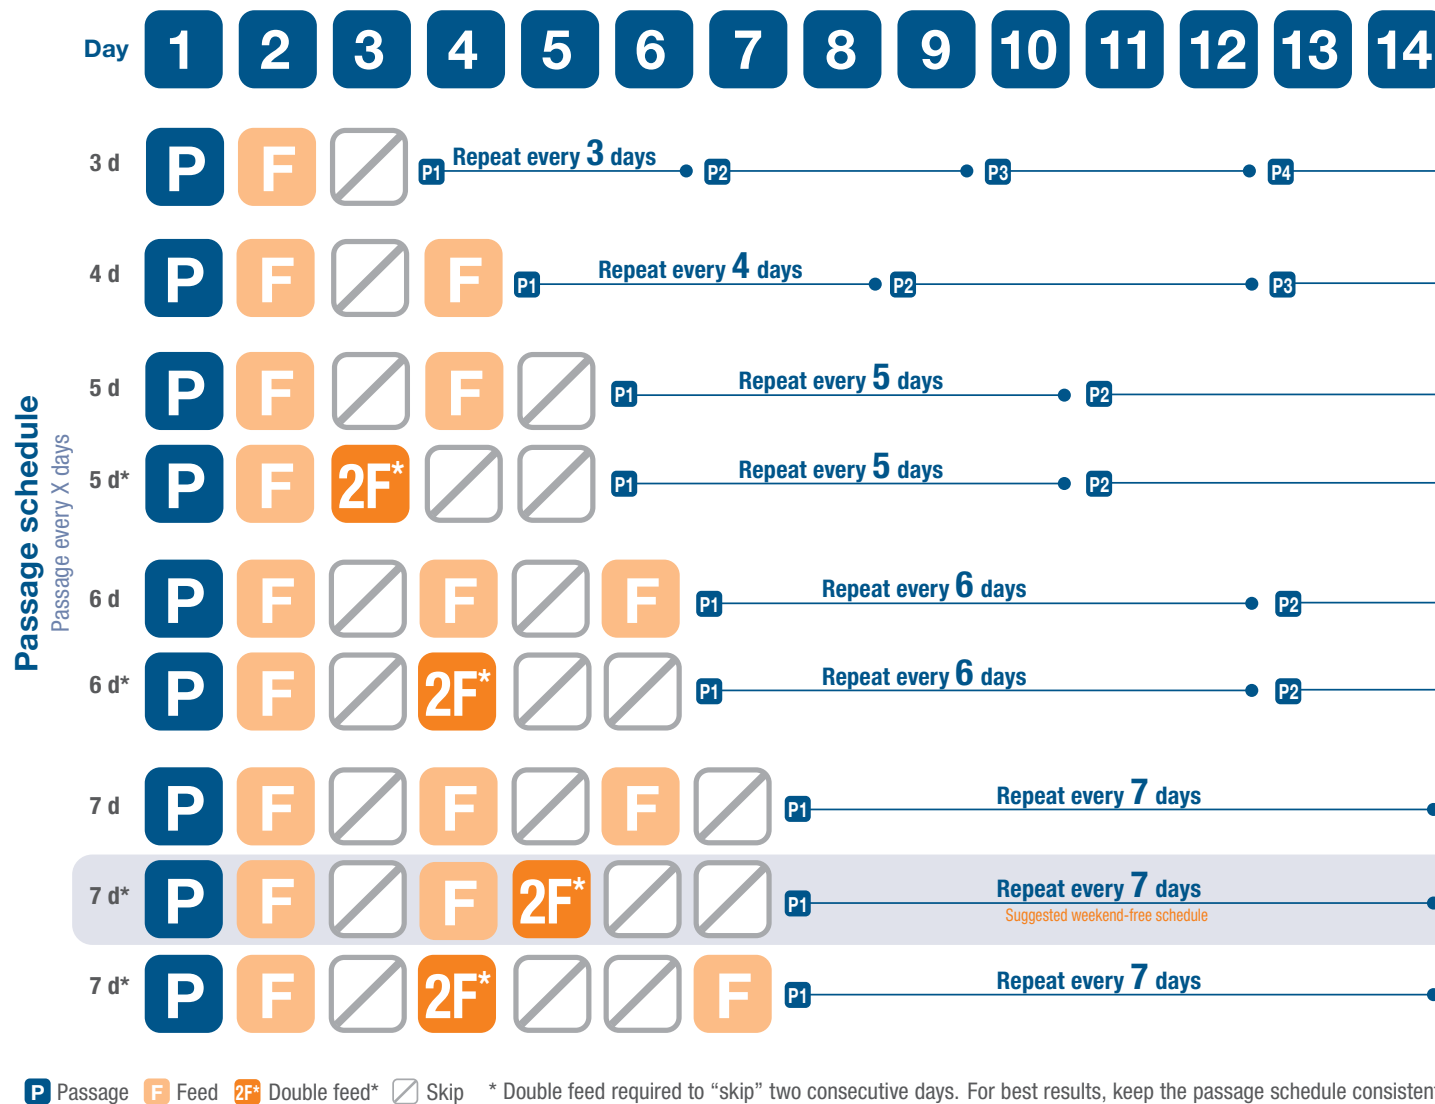 Day 1 2 3 4 5 6 7 8 9 10 11 12 13 14
Passage schedule
Passage every X days
3 d P F P1 Repeat every 3 days P2 P3 P4
4 d P F F P1 Repeat every 4 days P2 P3
5 d P F F P1 Repeat every 5 days P2
5 d* P F 2F* P1 Repeat every 5 days P2
6 d P F F F P1 Repeat every 6 days P2
6 d* P F 2F* P1 Repeat every 6 days P2
7 d P F F F P1 Repeat every 7 days
7 d* P F F 2F* P1 Repeat every 7 days
Suggested weekend-free schedule
7 d* P F 2F* F P1 Repeat every 7 days
P Passage F Feed 2F* Double feed* Skip * Double feed required to “skip” two consecutive days. For best results, keep the passage schedule consisten